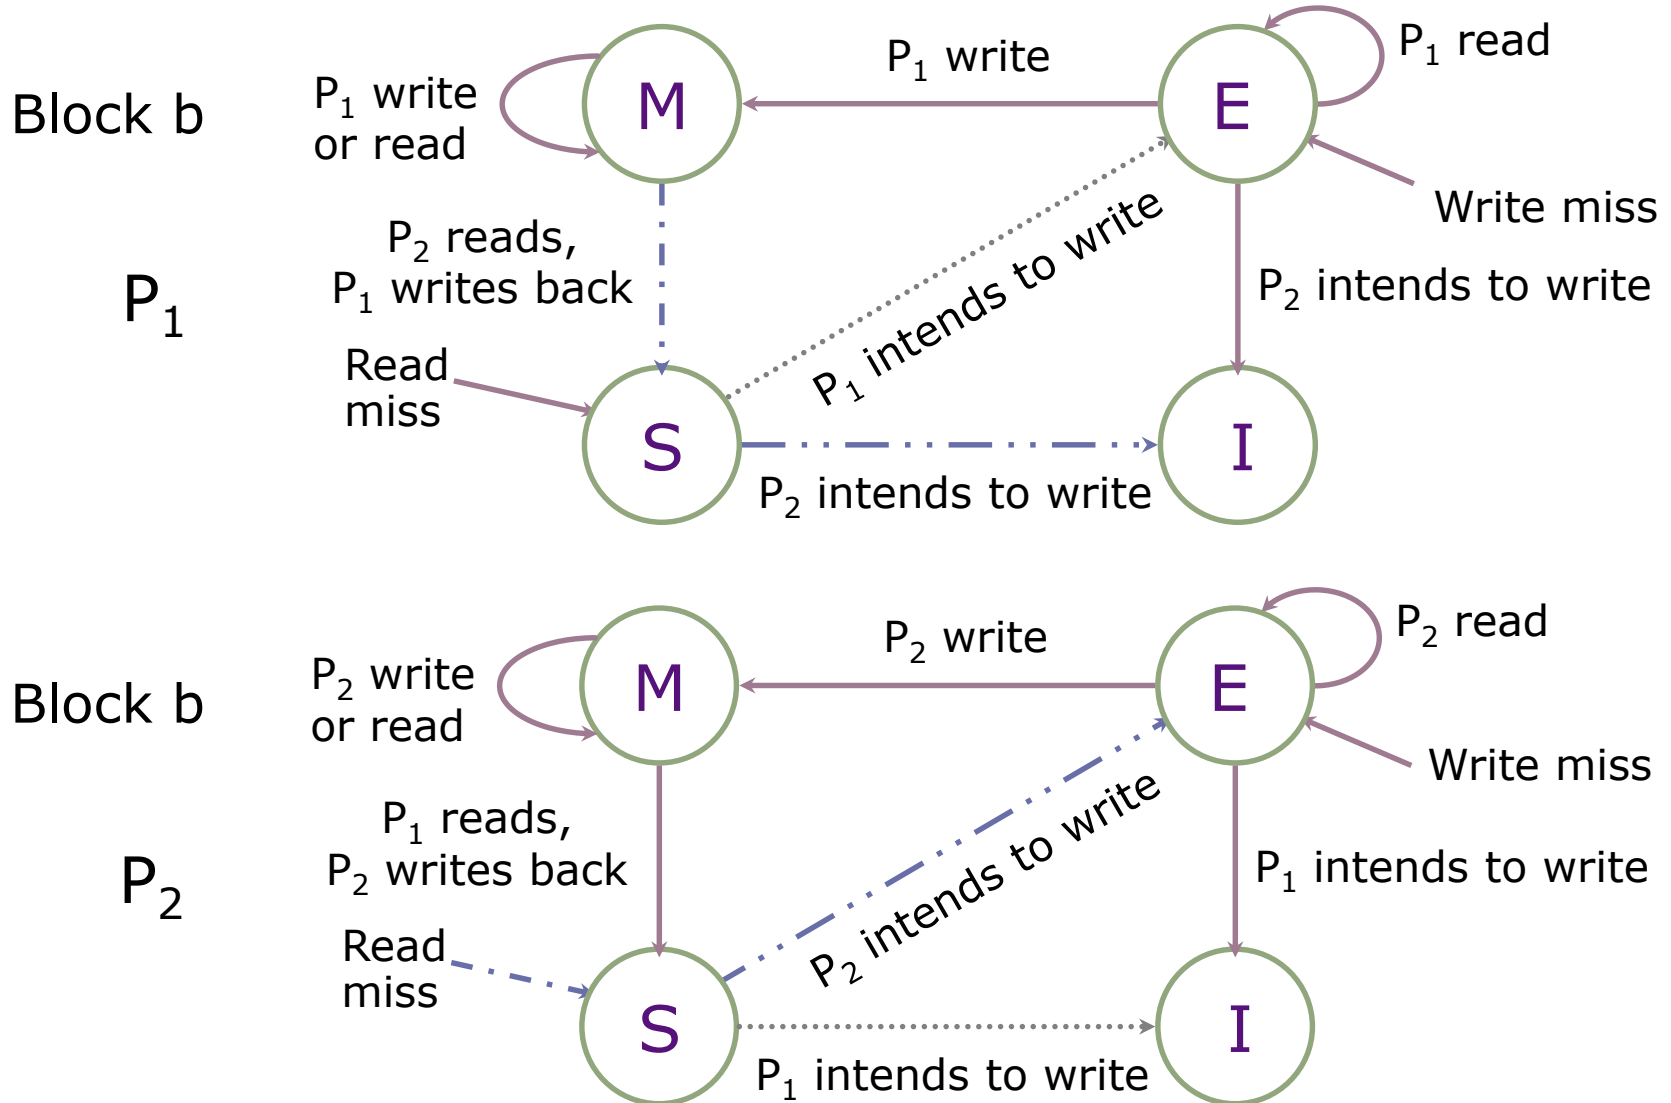 Block b
P₁
P₁ write
or read
M
P₁ write
E
P₁ read
Write miss
P₂ reads,
P₁ writes back
P₁ intends to write
P₂ intends to write
Read
miss
S
P₂ intends to write
I
Block b
P₂
P₂ write
or read
M
P₂ write
E
P₂ read
Write miss
P₁ reads,
P₂ writes back
P₂ intends to write
P₁ intends to write
Read
miss
S
P₁ intends to write
I